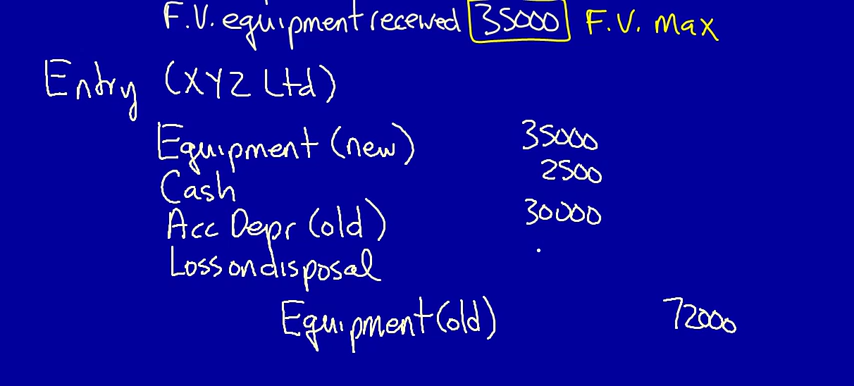 F.V. equipment received 35000 F.V. max
Entry (XYZ Ltd)
Equipment (new) 35000
Cash 2500
Acc Depr (old) 30000
Loss on disposal
Equipment (old) 72000